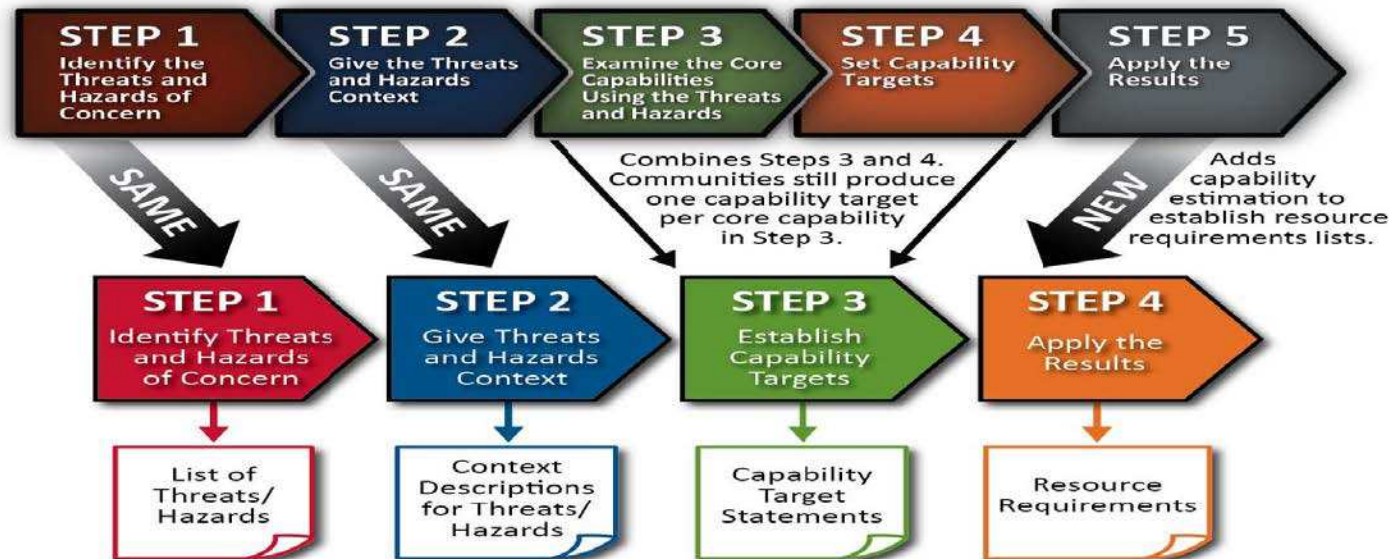 STEP 1
Identify the
Threats and
Hazards of
Concern
STEP 2
Give the Threats
and Hazards
Context
STEP 3
Examine the Core
Capabilities
Using the Threats
and Hazards
STEP 4
Set Capability
Targets
STEP 5
Apply the
Results
SAME
SAME
Combines Steps 3 and 4.
Communities still produce
one capability target
per core capability
in Step 3.
NEW
Adds
capability
estimation to
establish resource
requirements lists.
STEP 1
Identify Threats
and Hazards
of Concern
STEP 2
Give Threats
and Hazards
Context
STEP 3
Establish
Capability
Targets
STEP 4
Apply the
Results
List of
Threats/
Hazards
Context
Descriptions
for Threats/
Hazards
Capability
Target
Statements
Resource
Requirements